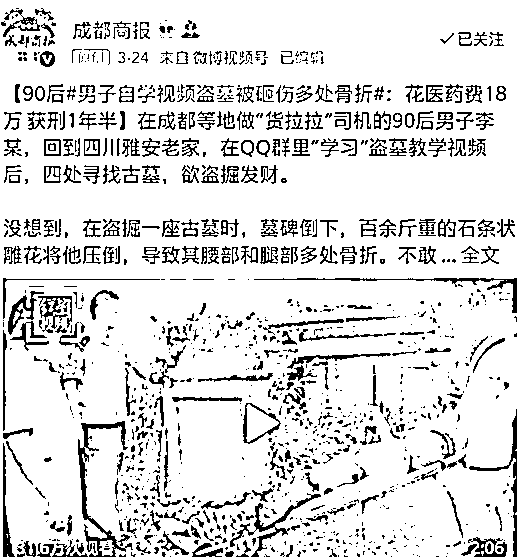 成都商报
3-24 来自 微博视频号 已编辑
已关注
【90后#男子自学视频盗墓被砸伤多处骨折#：花医药费18
万 获刑1年半】在成都等地做"货拉拉"司机的90后男子李
某，回到四川雅安老家，在QQ群里"学习"盗墓教学视频
后，四处寻找古墓，欲盗掘发财。
没想到，在盗掘一座古墓时，墓碑倒下，百余斤重的石条状
雕花将他压倒，导致其腰部和腿部多处骨折。不敢 ... 全文
316万次观看
2:06